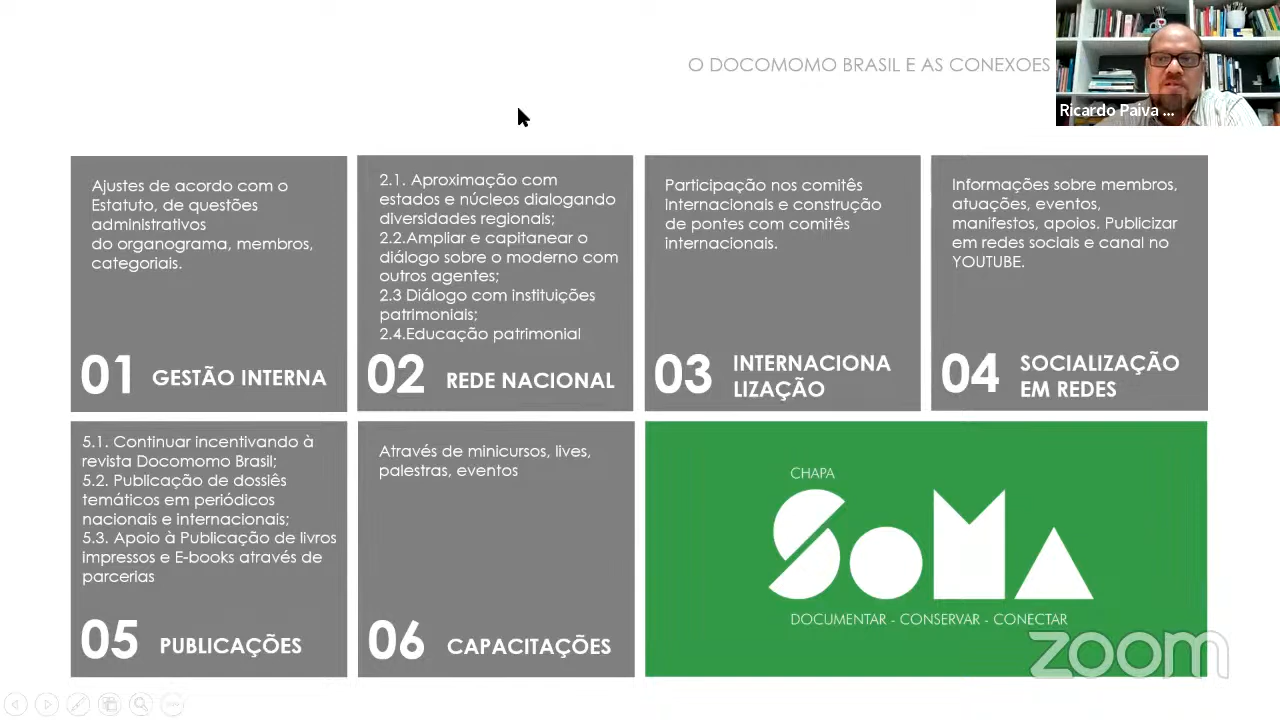 O DOCOMOMO BRASIL E AS CONEXOES
Ricardo Paiva ...
Ajustes de acordo com o
Estatuto, de questões
administrativos
do organograma, membros,
categoriais.
01 GESTÃO INTERNA
2.1. Aproximação com
estados e núcleos dialogando
diversidades regionais;
2.2.Ampliar e capitanear o
diálogo sobre o moderno com
outros agentes;
2.3 Diálogo com instituições
patrimoniais;
2.4.Educação patrimonial
02 REDE NACIONAL
Participação nos comitês
internacionais e construção
de pontes com comitês
internacionais.
03 INTERNACIONA
LIZAÇÃO
Informações sobre membros,
atuações, eventos,
manifestos, apoios. Publicizar
em redes sociais e canal no
YOUTUBE.
04 SOCIALIZAÇÃO
EM REDES
5.1. Continuar incentivando à
revista Docomomo Brasil;
5.2. Publicação de dossiês
temáticos em periódicos
nacionais e internacionais;
5.3. Apoio à Publicação de livros
impressos e E-books através de
parcerias
05 PUBLICAÇÕES
Através de minicursos, lives,
palestras, eventos
06 CAPACITAÇÕES
CHAPA
SoMA
DOCUMENTAR - CONSERVAR - CONECTAR
zoom